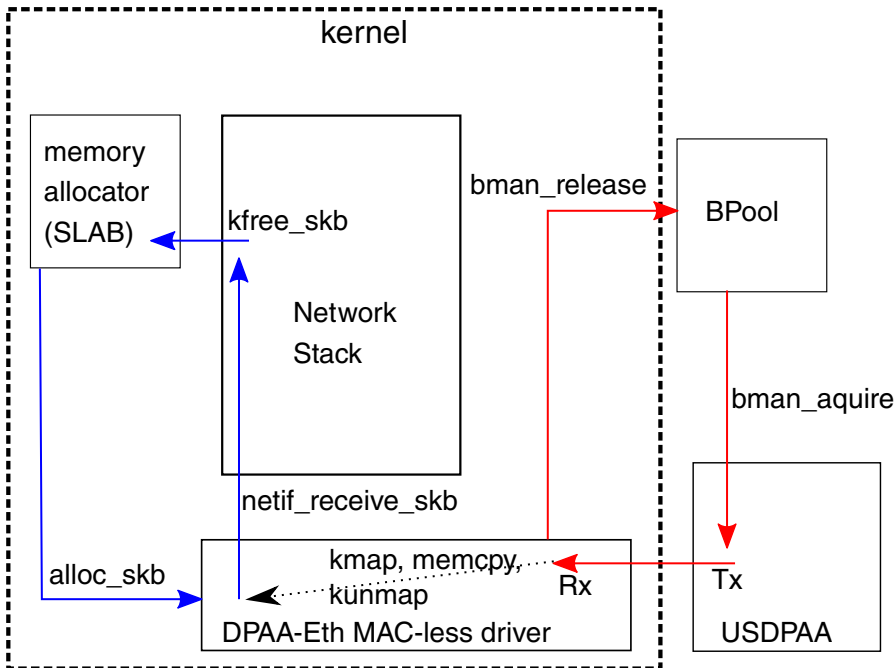 kernel
memory
allocator
(SLAB)
kfree_skb
Network
Stack
bman_release
BPool
bman_aquire
netif_receive_skb
alloc_skb
kmap, memcpy,
kunmap
Rx
Tx
DPAA-Eth MAC-less driver
USDPAA